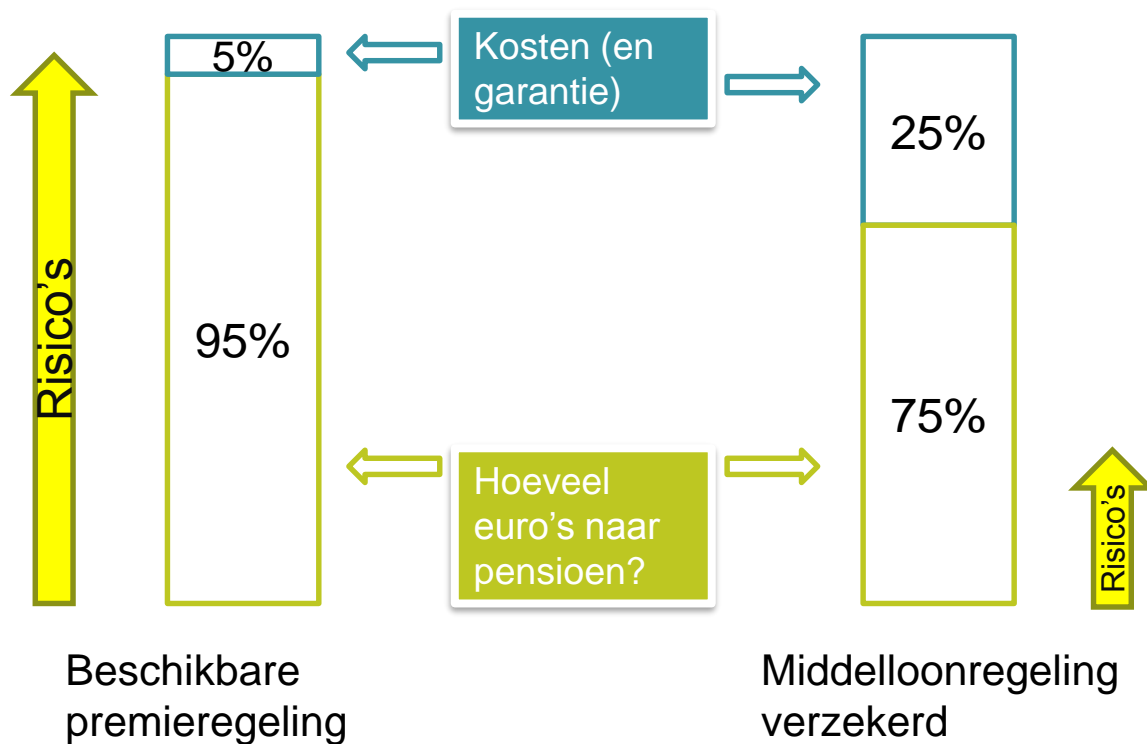 5%
Kosten (en
garantie)
25%
Risico's
95%
75%
Hoeveel
euro's naar
pensioen?
Risico's
Beschikbare
premieregeling
Middelloonregeling
verzekerd